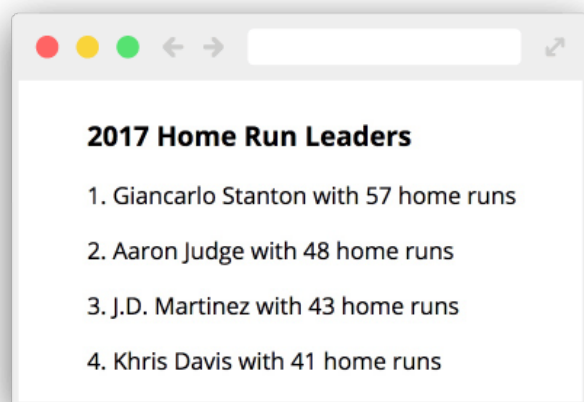 2017 Home Run Leaders
1. Giancarlo Stanton with 57 home runs
2. Aaron Judge with 48 home runs
3. J.D. Martinez with 43 home runs
4. Khris Davis with 41 home runs